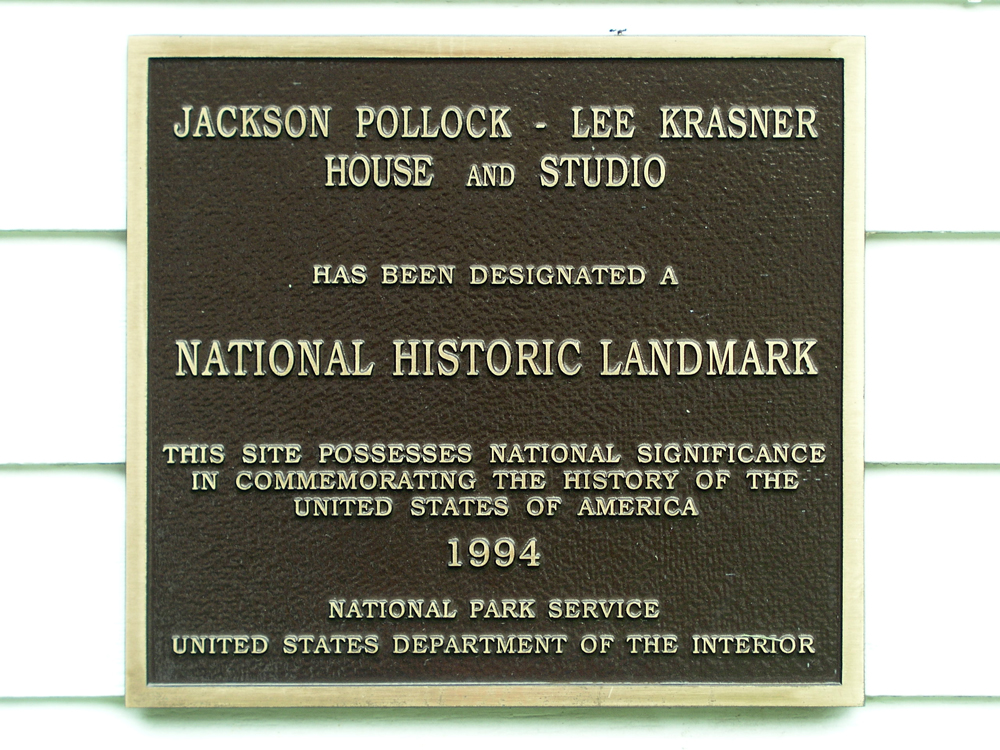 JACKSON POLLOCK - LEE KRASNER
HOUSE AND STUDIO
HAS BEEN DESIGNATED A
NATIONAL HISTORIC LANDMARK
THIS SITE POSSESSES NATIONAL SIGNIFICANCE
IN COMMEMORATING THE HISTORY OF THE
UNITED STATES OF AMERICA
1994
NATIONAL PARK SERVICE
UNITED STATES DEPARTMENT OF THE INTERIOR